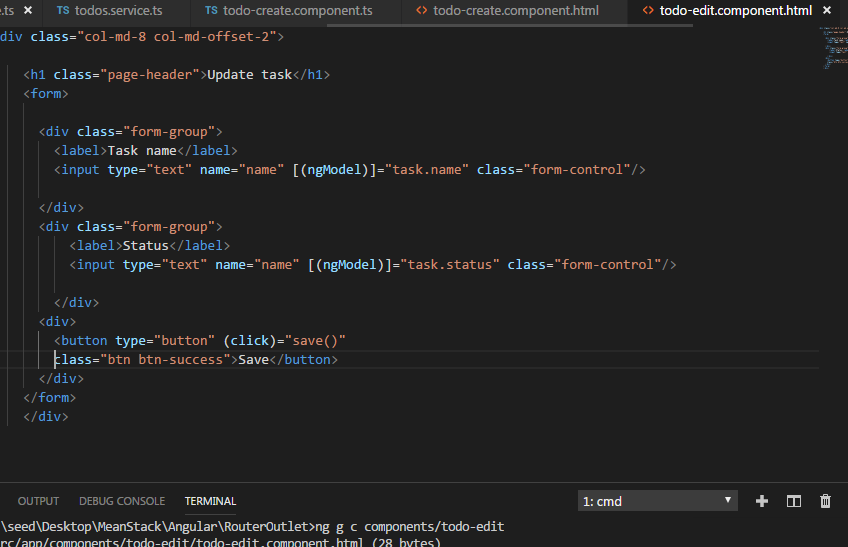 .ts × TS todos.service.ts TS todo-create.component.ts <> todo-create.component.html <> todo-edit.component.html ×
div class="col-md-8 col-md-offset-2">
<h1 class="page-header">Update task</h1>
<form>
<div class="form-group">
<label>Task name</label>
<input type="text" name="name" [(ngModel)]="task.name" class="form-control"/>
</div>
<div class="form-group">
<label>Status</label>
<input type="text" name="name" [(ngModel)]="task.status" class="form-control"/>
</div>
<div>
<button type="button" (click)="save()"
class="btn btn-success">Save</button>
</div>
</form>
</div>
OUTPUT DEBUG CONSOLE TERMINAL 1: cmd
\seed\Desktop\MeanStack\Angular\RouterOutlet>ng g c components/todo-edit
rc/app/components/todo-edit/todo-edit.component.html (28 bytes)